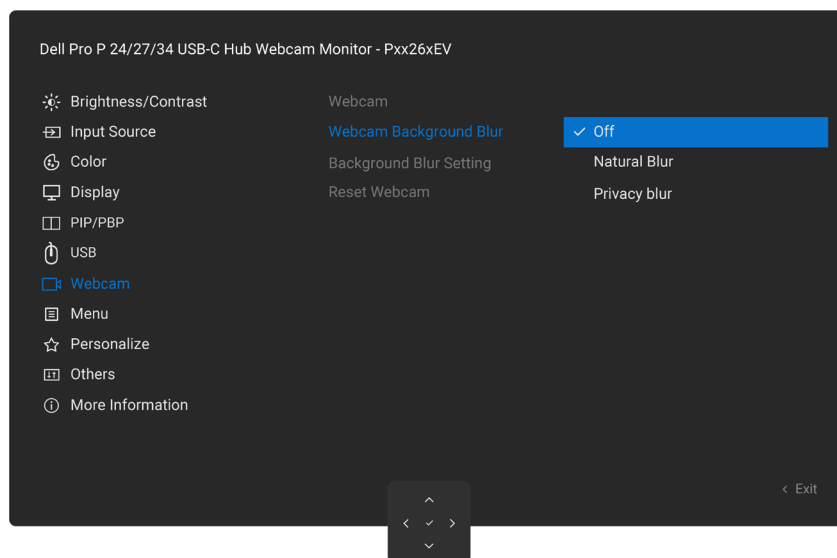 Dell Pro P 24/27/34 USB-C Hub Webcam Monitor - Pxx26xEV
Brightness/Contrast
Input Source
Color
Display
PIP/PBP
USB
Webcam
Menu
Personalize
Others
More Information
Webcam
Webcam Background Blur
Background Blur Setting
Reset Webcam
Off
Natural Blur
Privacy blur
Exit